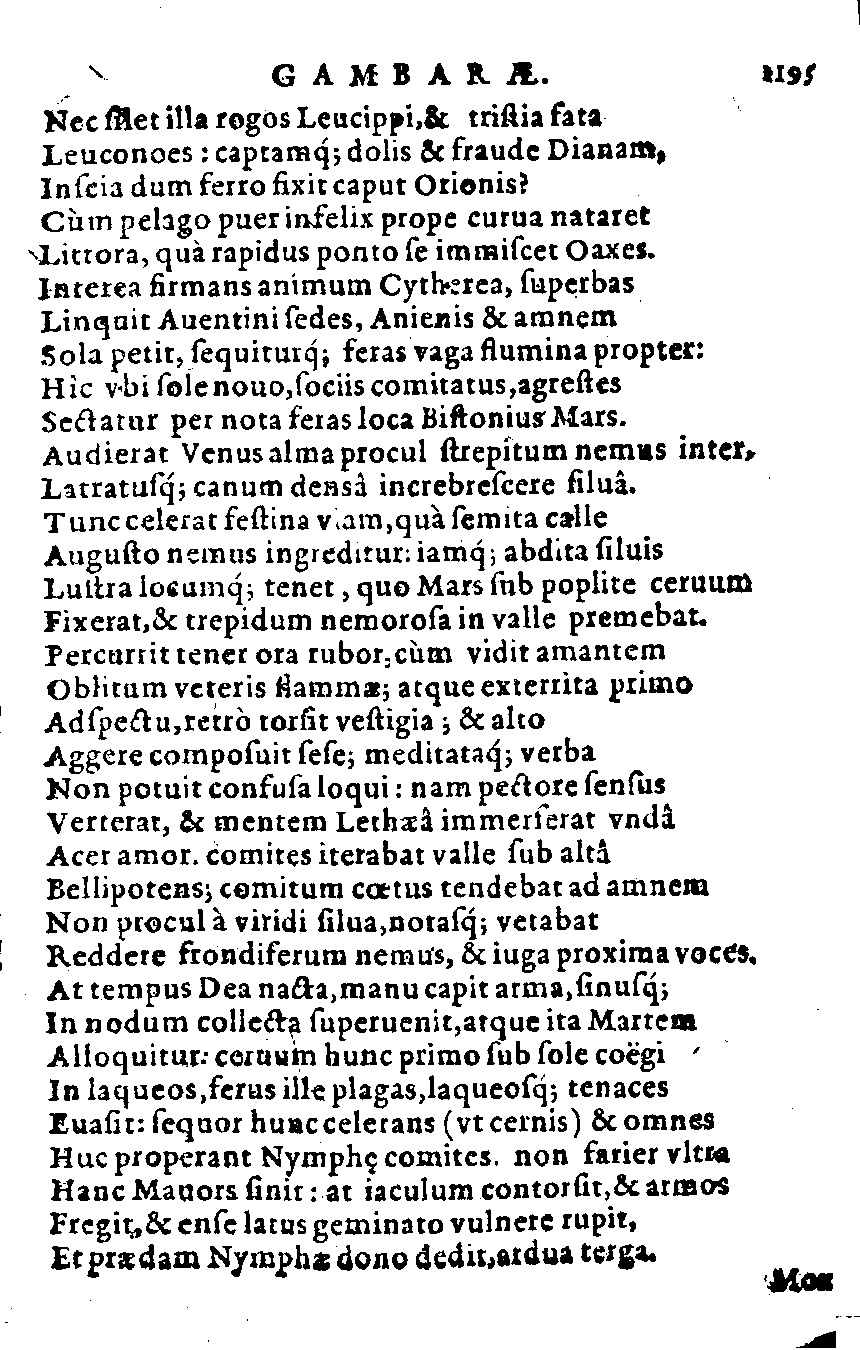 GAMBARÆ. 1195
Nec silet illa rogos Leucippi,& tristia fata
Leuconoes : captamq́; dolis & fraude Dianam,
Inscia dum ferro fixit caput Orionis?
Cùm pelago puer infelix prope curua nataret
Littora, quà rapidus ponto se immiscet Oaxes.
Interea firmans animum Cytherea, superbas
Linquit Auentini sedes, Anienis & amnem
Sola petit, sequiturq́; feras vaga flumina propter:
Hîc vbi sole nouo,sociis comitatus,agrestes
Sectatur per nota feras loca Bistonius Mars.
Audierat Venus alma procul strepitum nemus inter,
Latratusq́; canum densâ increbrescere siluâ.
Tunc celerat festina viam,quà semita calle
Augusto nemus ingreditur: iamq́; abdita siluis
Lustra locumq́; tenet , quo Mars sub poplite ceruum
Fixerat,& trepidum nemorosa in valle premebat.
Percurrit tener ora rubor,cùm vidit amantem
Oblitum veteris flammæ; atque exterrita primo
Adspectu,retrò torsit vestigia ; & alto
Aggere composuit sese; meditataq́; verba
Non potuit confusa loqui : nam pectore sensus
Verterat, & mentem Lethæâ immerserat vndâ
Acer amor. comites iterabat valle sub altâ
Bellipotens; comitum cœtus tendebat ad amnem
Non procul à viridi silua,notasq́; vetabat
Reddere frondiferum nemus, & iuga proxima voces.
At tempus Dea nacta,manu capit arma,sinusq́;
In nodum collecta superuenit,atque ita Martem
Alloquitur: ceruum hunc primo sub sole coëgi
In laqueos,ferus ille plagas,laqueosq́; tenaces
Euasit: sequor hunc celerans (vt cernis) & omnes
Huc properant Nymphę comites. non farier vltra
Hanc Mauors sinit : at iaculum contorsit,& armos
Fregit,& ense latus geminato vulnere rupit,
Et prædam Nymphæ dono dedit,ardua terga.
Mox